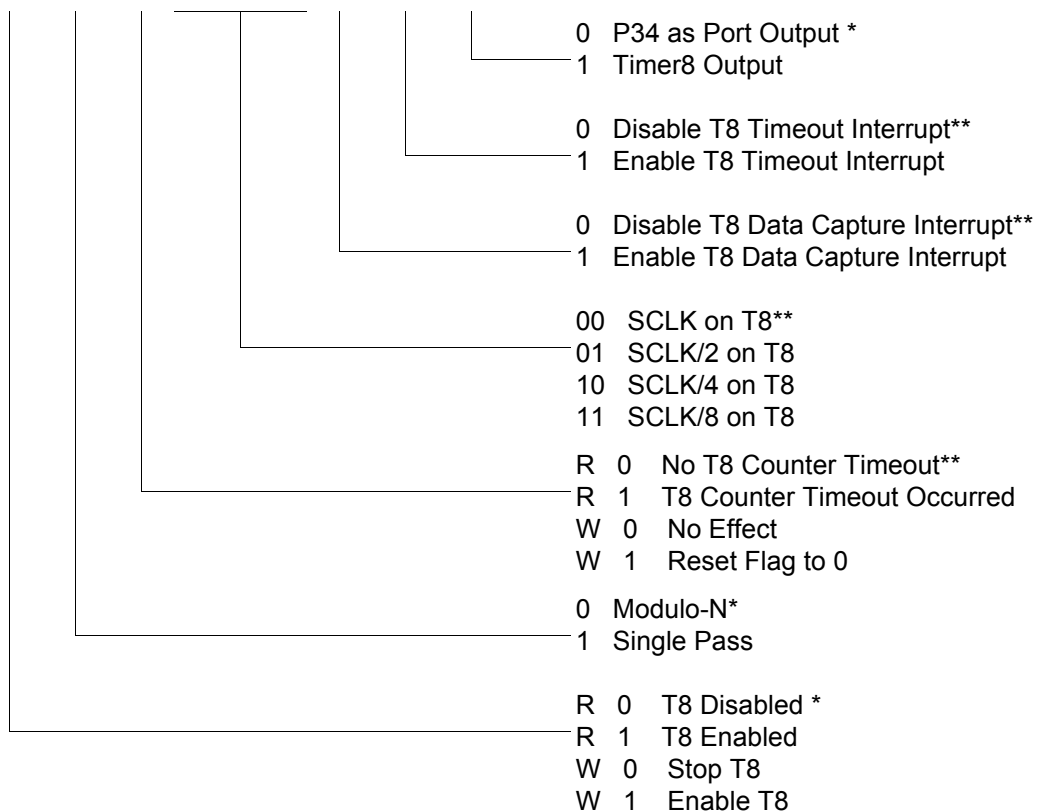 0 P34 as Port Output *
1 Timer8 Output
0 Disable T8 Timeout Interrupt**
1 Enable T8 Timeout Interrupt
0 Disable T8 Data Capture Interrupt**
1 Enable T8 Data Capture Interrupt
00 SCLK on T8**
01 SCLK/2 on T8
10 SCLK/4 on T8
11 SCLK/8 on T8
R 0 No T8 Counter Timeout**
R 1 T8 Counter Timeout Occurred
W 0 No Effect
W 1 Reset Flag to 0
0 Modulo-N*
1 Single Pass
R 0 T8 Disabled *
R 1 T8 Enabled
W 0 Stop T8
W 1 Enable T8